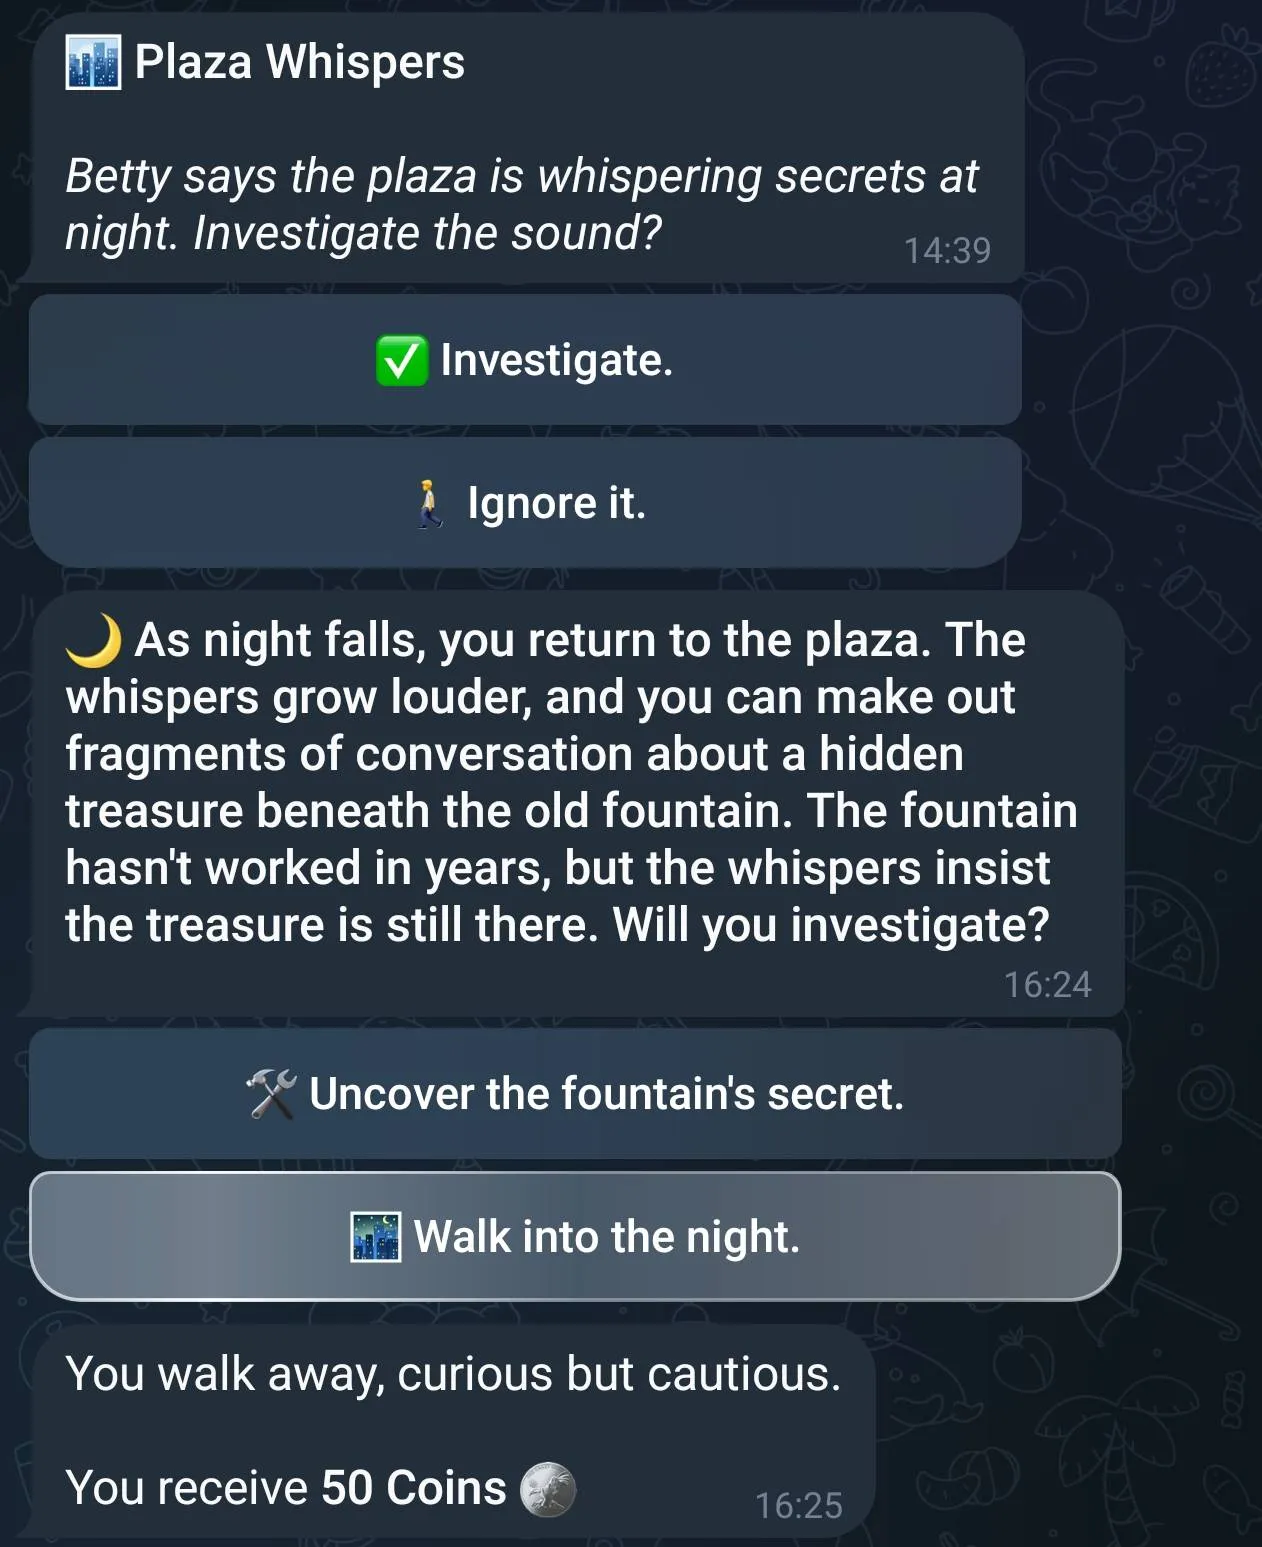 Plaza Whispers
Betty says the plaza is whispering secrets at
night. Investigate the sound?
14:39
Investigate.
Ignore it.
As night falls, you return to the plaza. The
whispers grow louder, and you can make out
fragments of conversation about a hidden
treasure beneath the old fountain. The fountain
hasn't worked in years, but the whispers insist
the treasure is still there. Will you investigate?
16:24
Uncover the fountain's secret.
Walk into the night.
You walk away, curious but cautious.
You receive 50 Coins
16:25